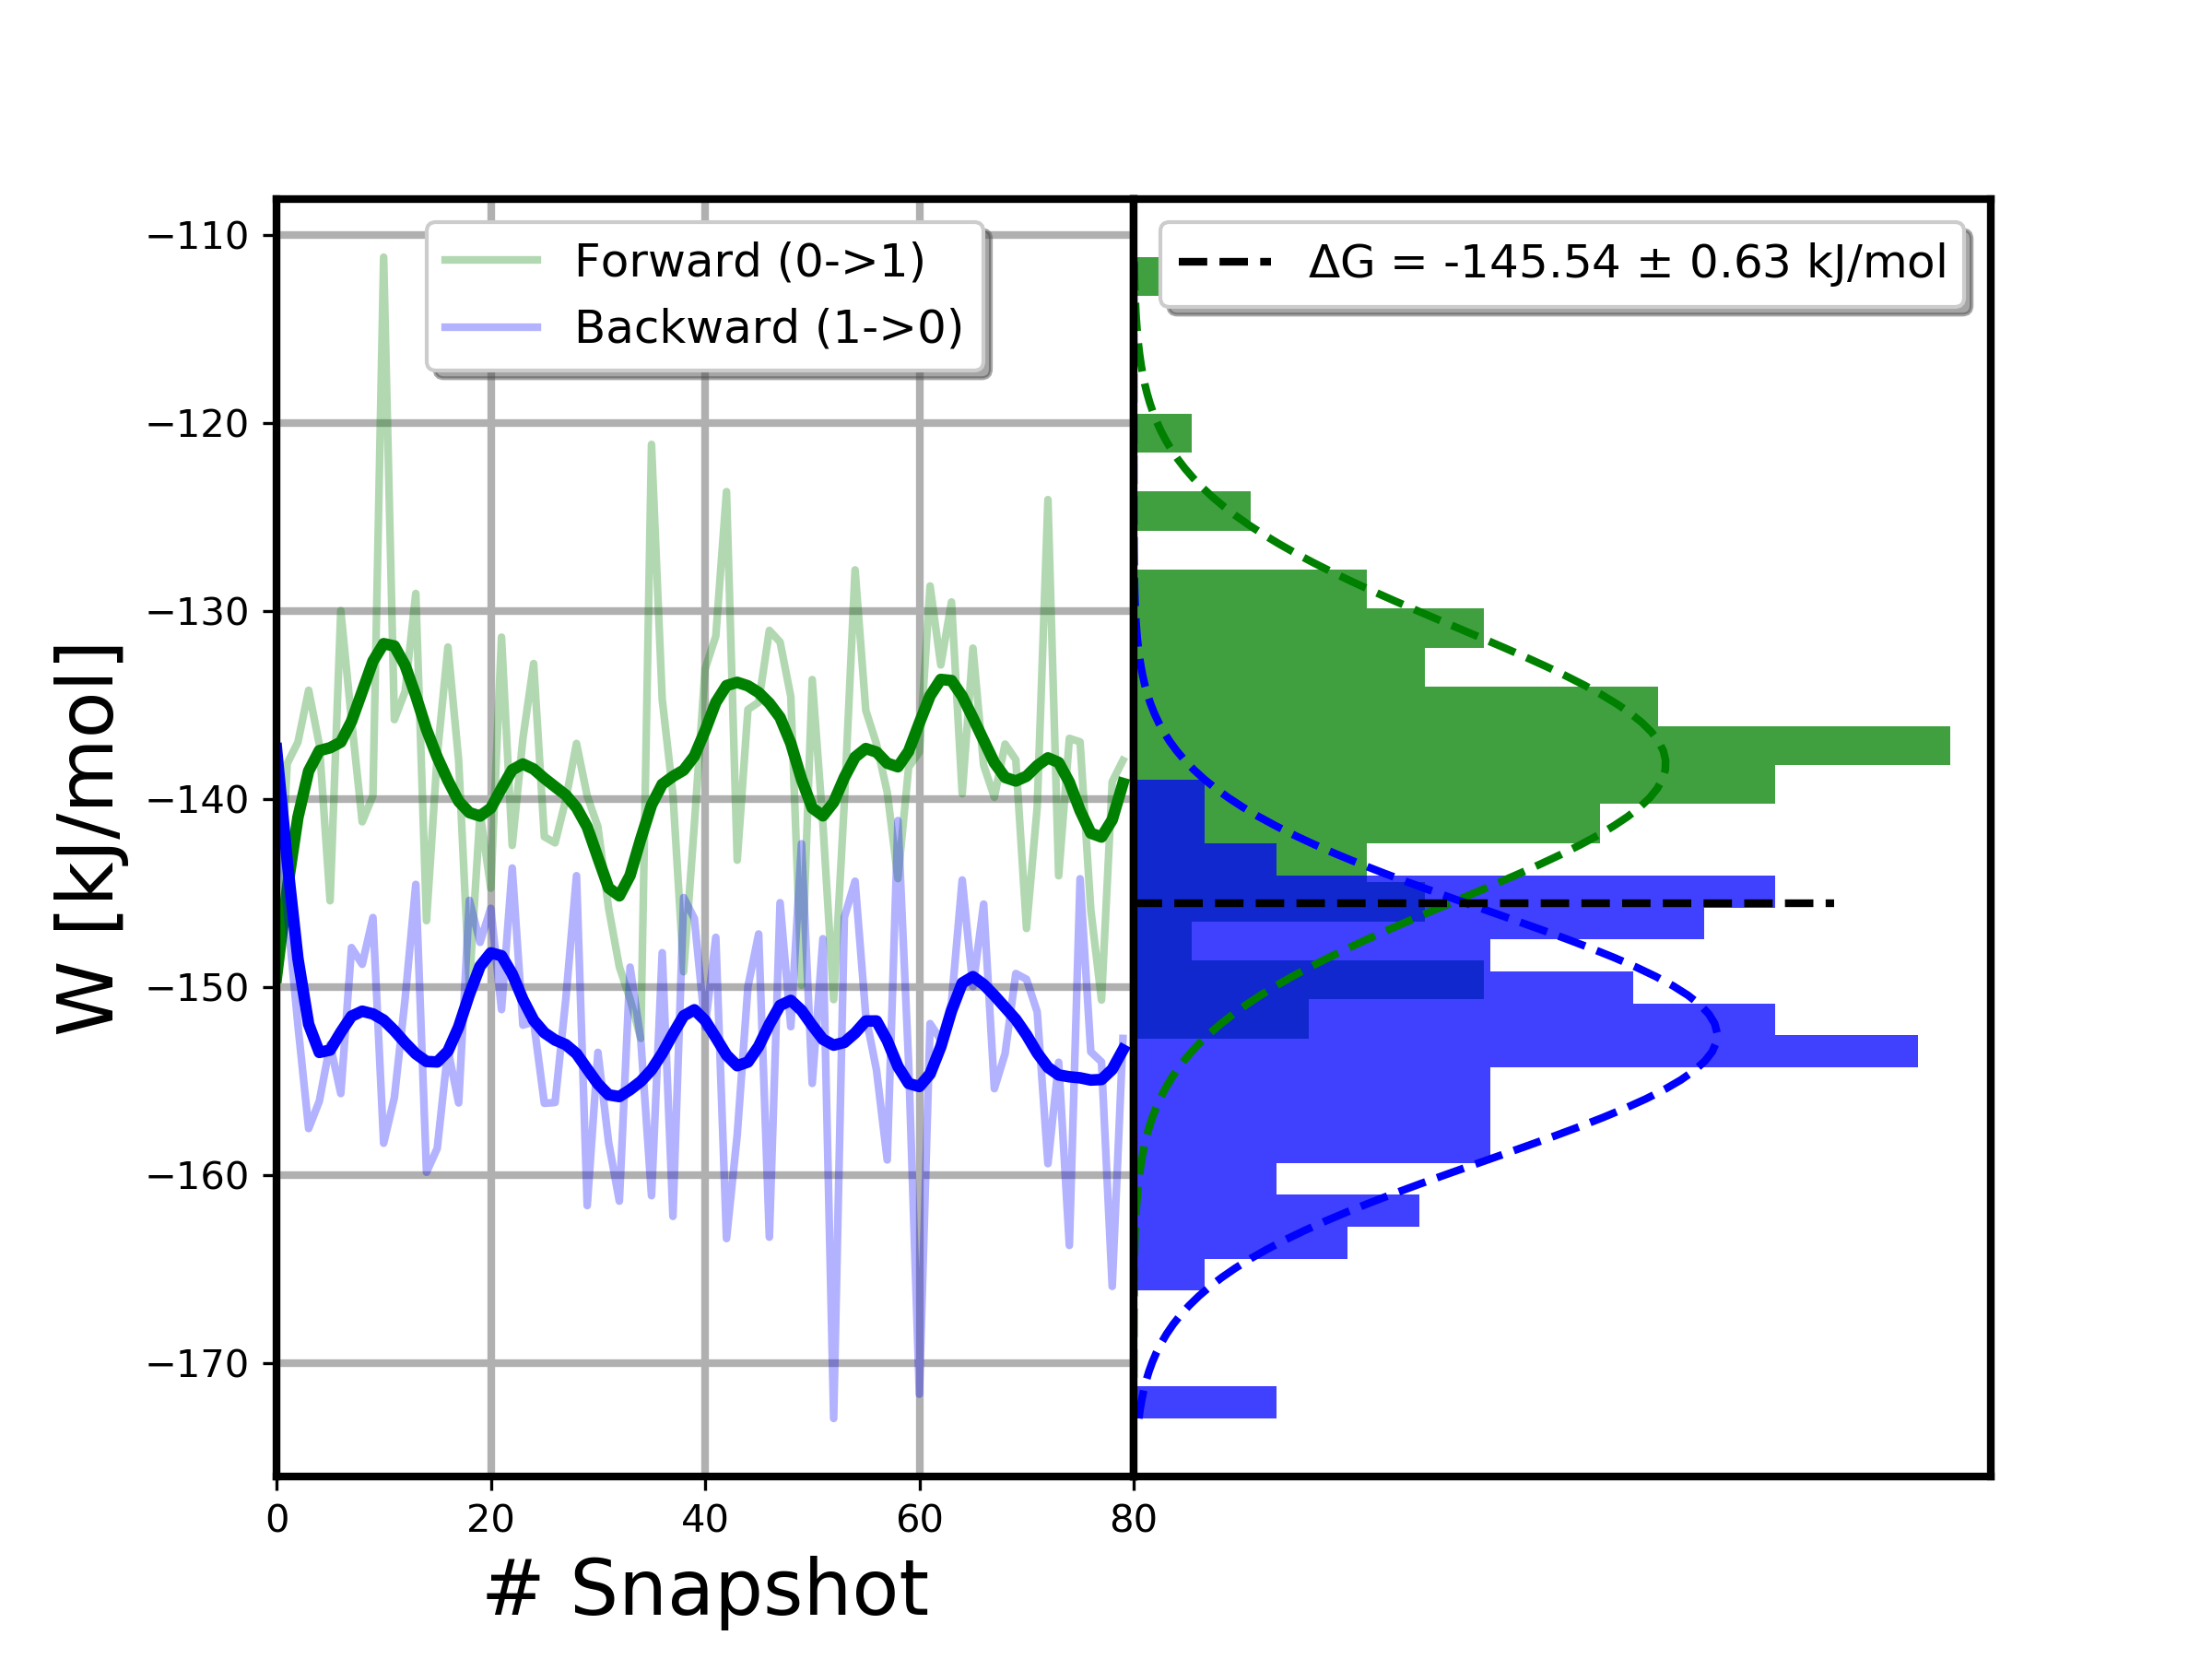 Forward (0->1)
Backward (1->0)
ΔG = -145.54 ± 0.63 kJ/mol
W [kJ/mol]
−110
−120
−130
−140
−150
−160
−170
0 20 40 60 80
# Snapshot